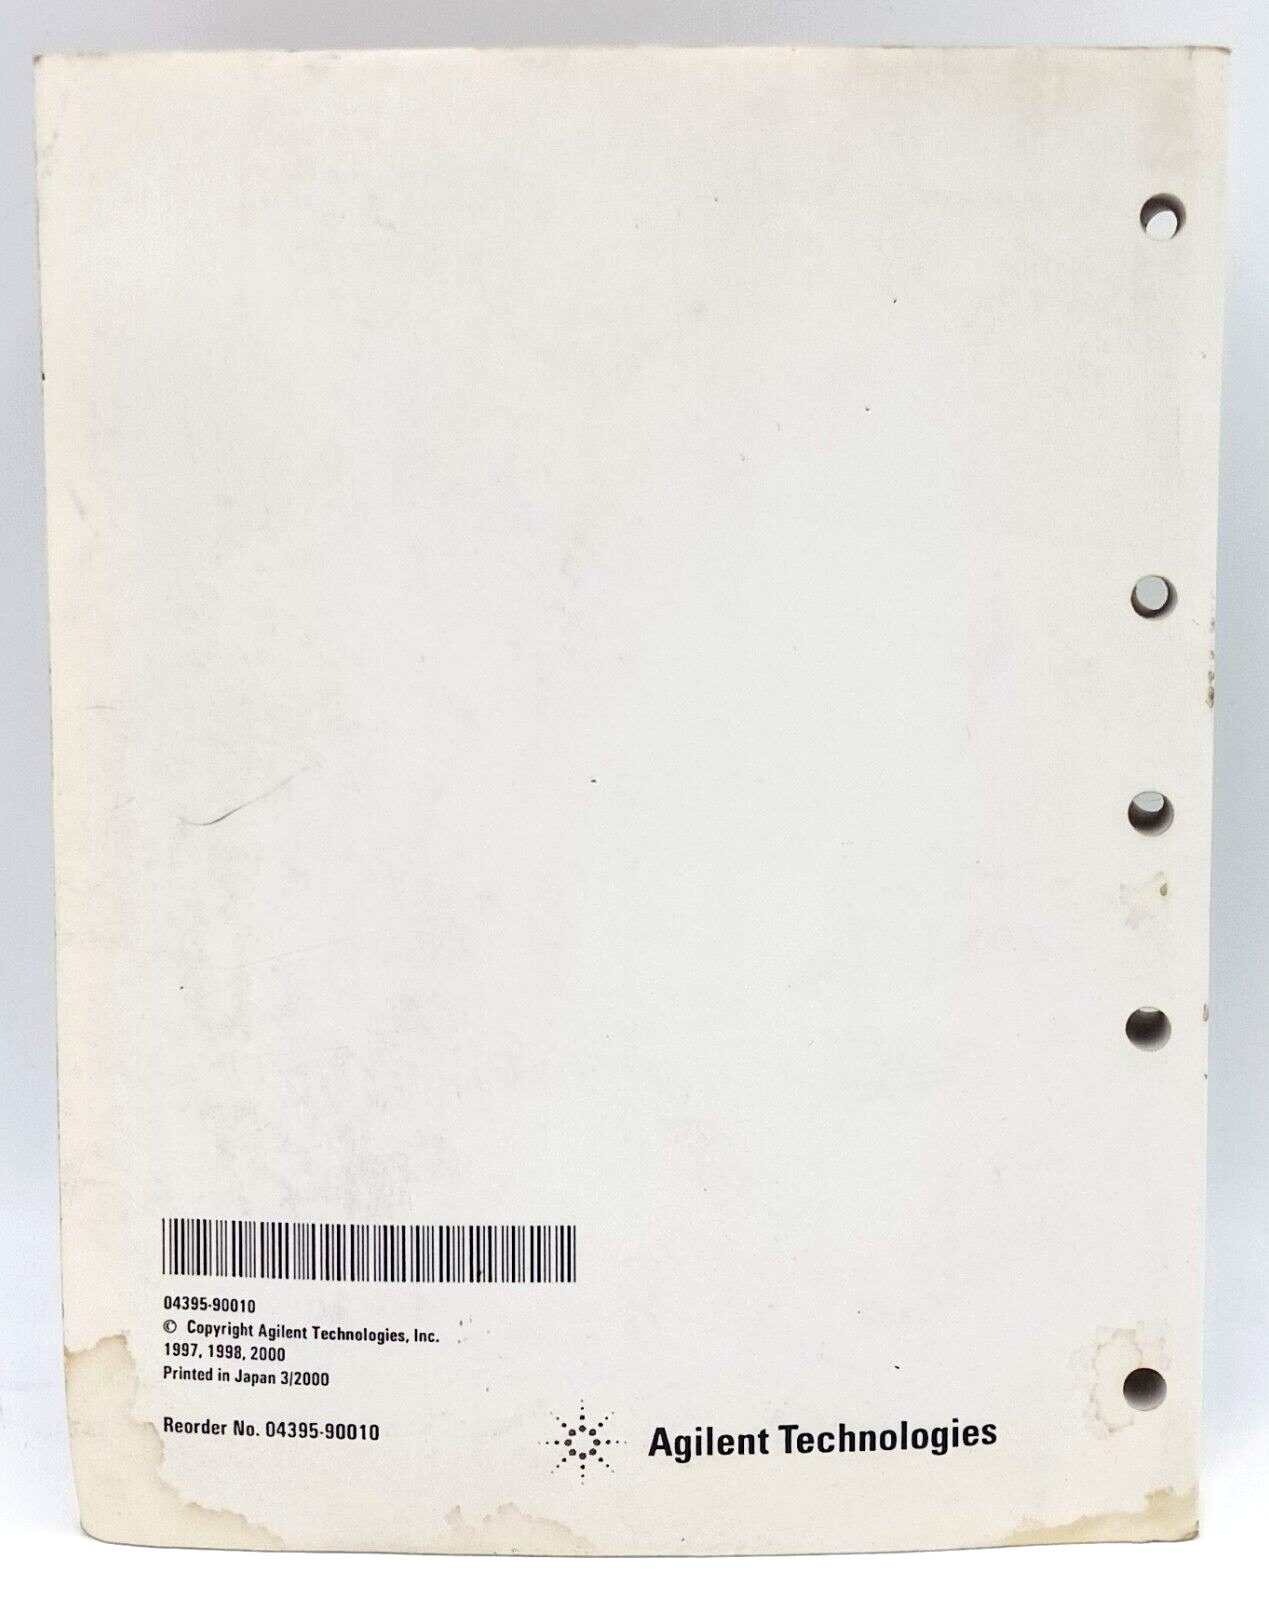 04395-90010
© Copyright Agilent Technologies, Inc.
1997, 1998, 2000
Printed in Japan 3/2000
Reorder No. 04395-90010
Agilent Technologies